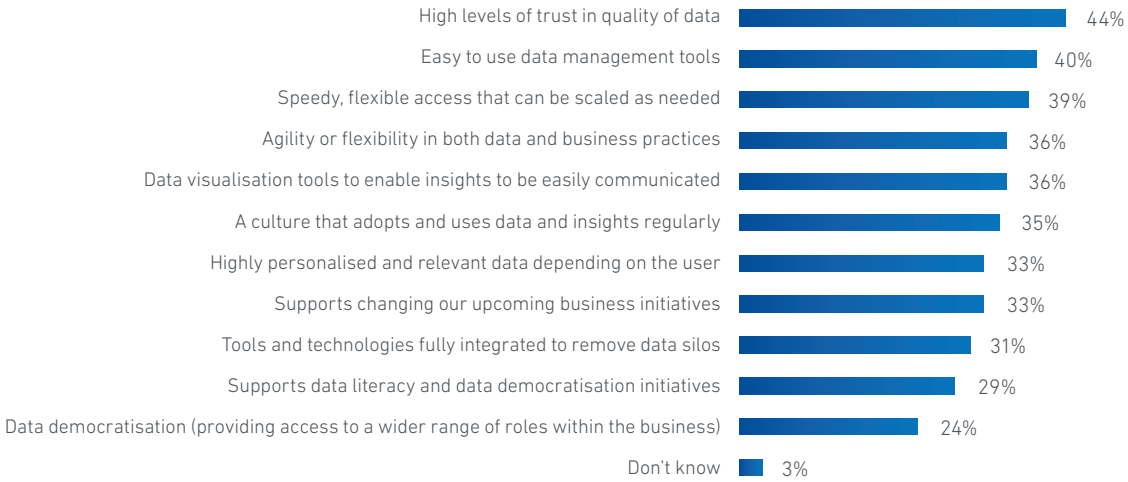 High levels of trust in quality of data 44%
Easy to use data management tools 40%
Speedy, flexible access that can be scaled as needed 39%
Agility or flexibility in both data and business practices 36%
Data visualisation tools to enable insights to be easily communicated 36%
A culture that adopts and uses data and insights regularly 35%
Highly personalised and relevant data depending on the user 33%
Supports changing our upcoming business initiatives 33%
Tools and technologies fully integrated to remove data silos 31%
Supports data literacy and data democratisation initiatives 29%
Data democratisation (providing access to a wider range of roles within the business) 24%
Don't know 3%